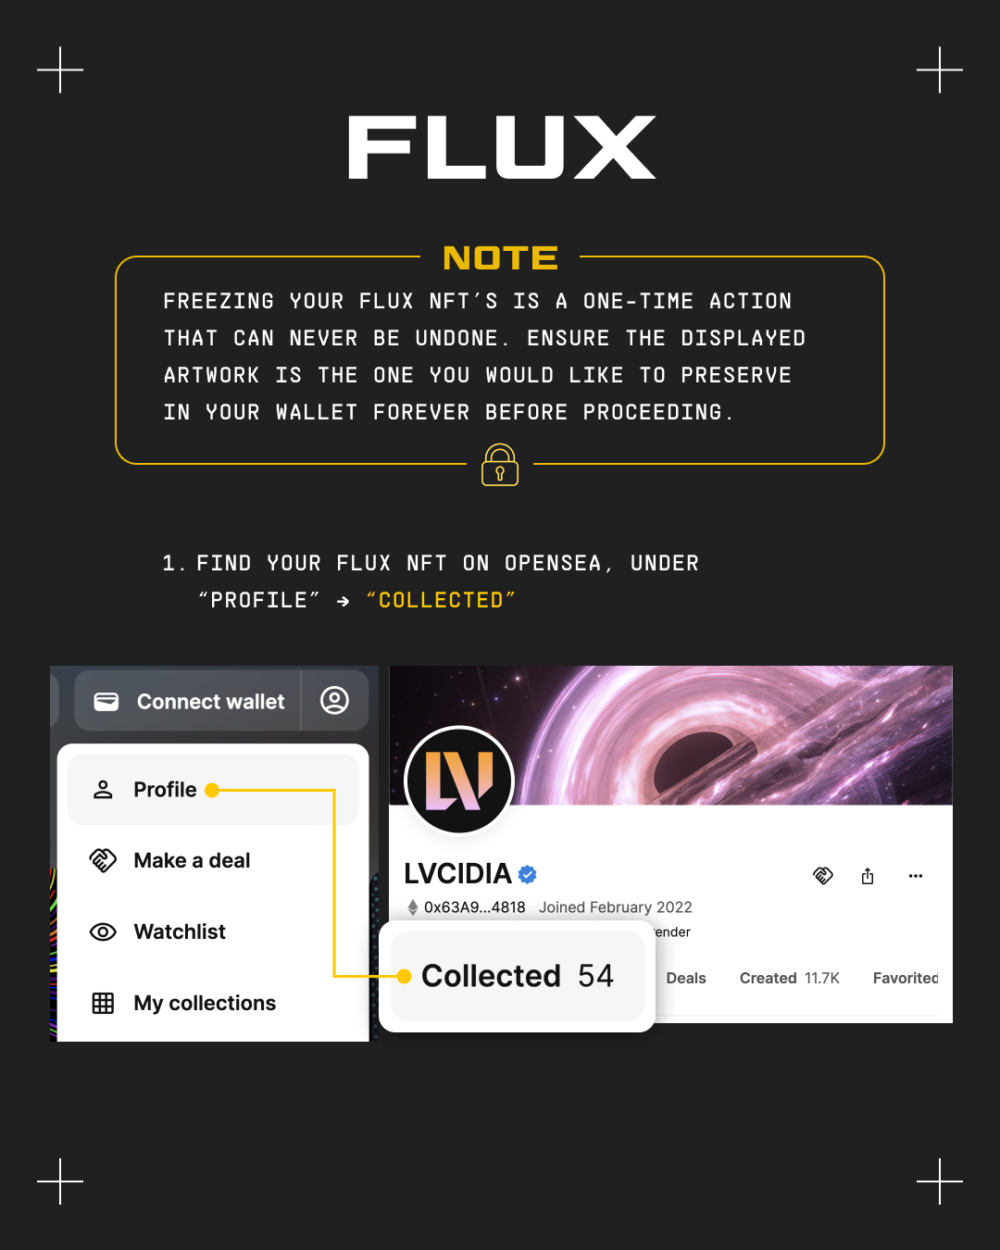 FLUX
NOTE
FREEZING YOUR FLUX NFT'S IS A ONE-TIME ACTION
THAT CAN NEVER BE UNDONE. ENSURE THE DISPLAYED
ARTWORK IS THE ONE YOU WOULD LIKE TO PRESERVE
IN YOUR WALLET FOREVER BEFORE PROCEEDING.
1. FIND YOUR FLUX NFT ON OPENSEA, UNDER
“PROFILE” → “COLLECTED”
Connect wallet
Profile
Make a deal
Watchlist
My collections
LV
LVCIDIA
0x63A9...4818 Joined February 2022
Collected 54
Deals Created 11.7K Favorited